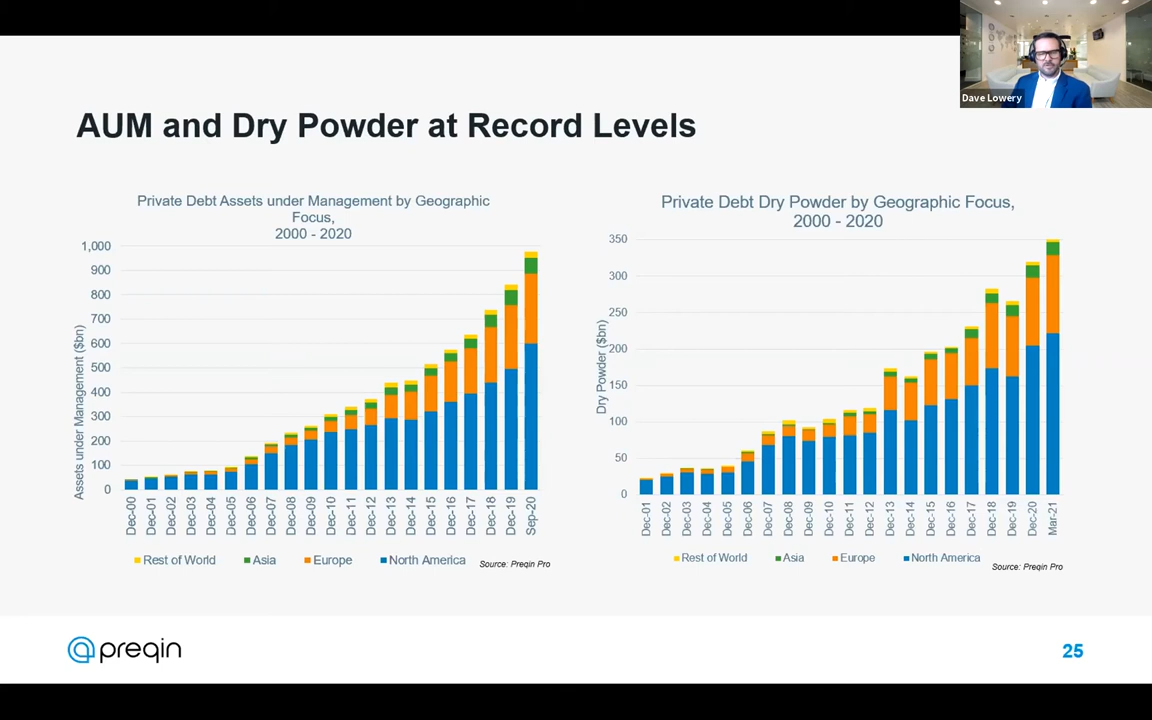 Dave Lowery
AUM and Dry Powder at Record Levels
Private Debt Assets under Management by Geographic
Focus,
2000 - 2020
Assets under Management ($bn)
1,000
900
800
700
600
500
400
300
200
100
0
Dec-00
Dec-01
Dec-02
Dec-03
Dec-04
Dec-05
Dec-06
Dec-07
Dec-08
Dec-09
Dec-10
Dec-11
Dec-12
Dec-13
Dec-14
Dec-15
Dec-16
Dec-17
Dec-18
Dec-19
Sep-20
Rest of World
Asia
Europe
North America
Source: Preqin Pro
Private Debt Dry Powder by Geographic Focus,
2000 - 2020
Dry Powder ($bn)
350
300
250
200
150
100
50
0
Dec-01
Dec-02
Dec-03
Dec-04
Dec-05
Dec-06
Dec-07
Dec-08
Dec-09
Dec-10
Dec-11
Dec-12
Dec-13
Dec-14
Dec-15
Dec-16
Dec-17
Dec-18
Dec-19
Dec-20
Mar-21
Rest of World
Asia
Europe
North America
Source: Preqin Pro
preqin
25